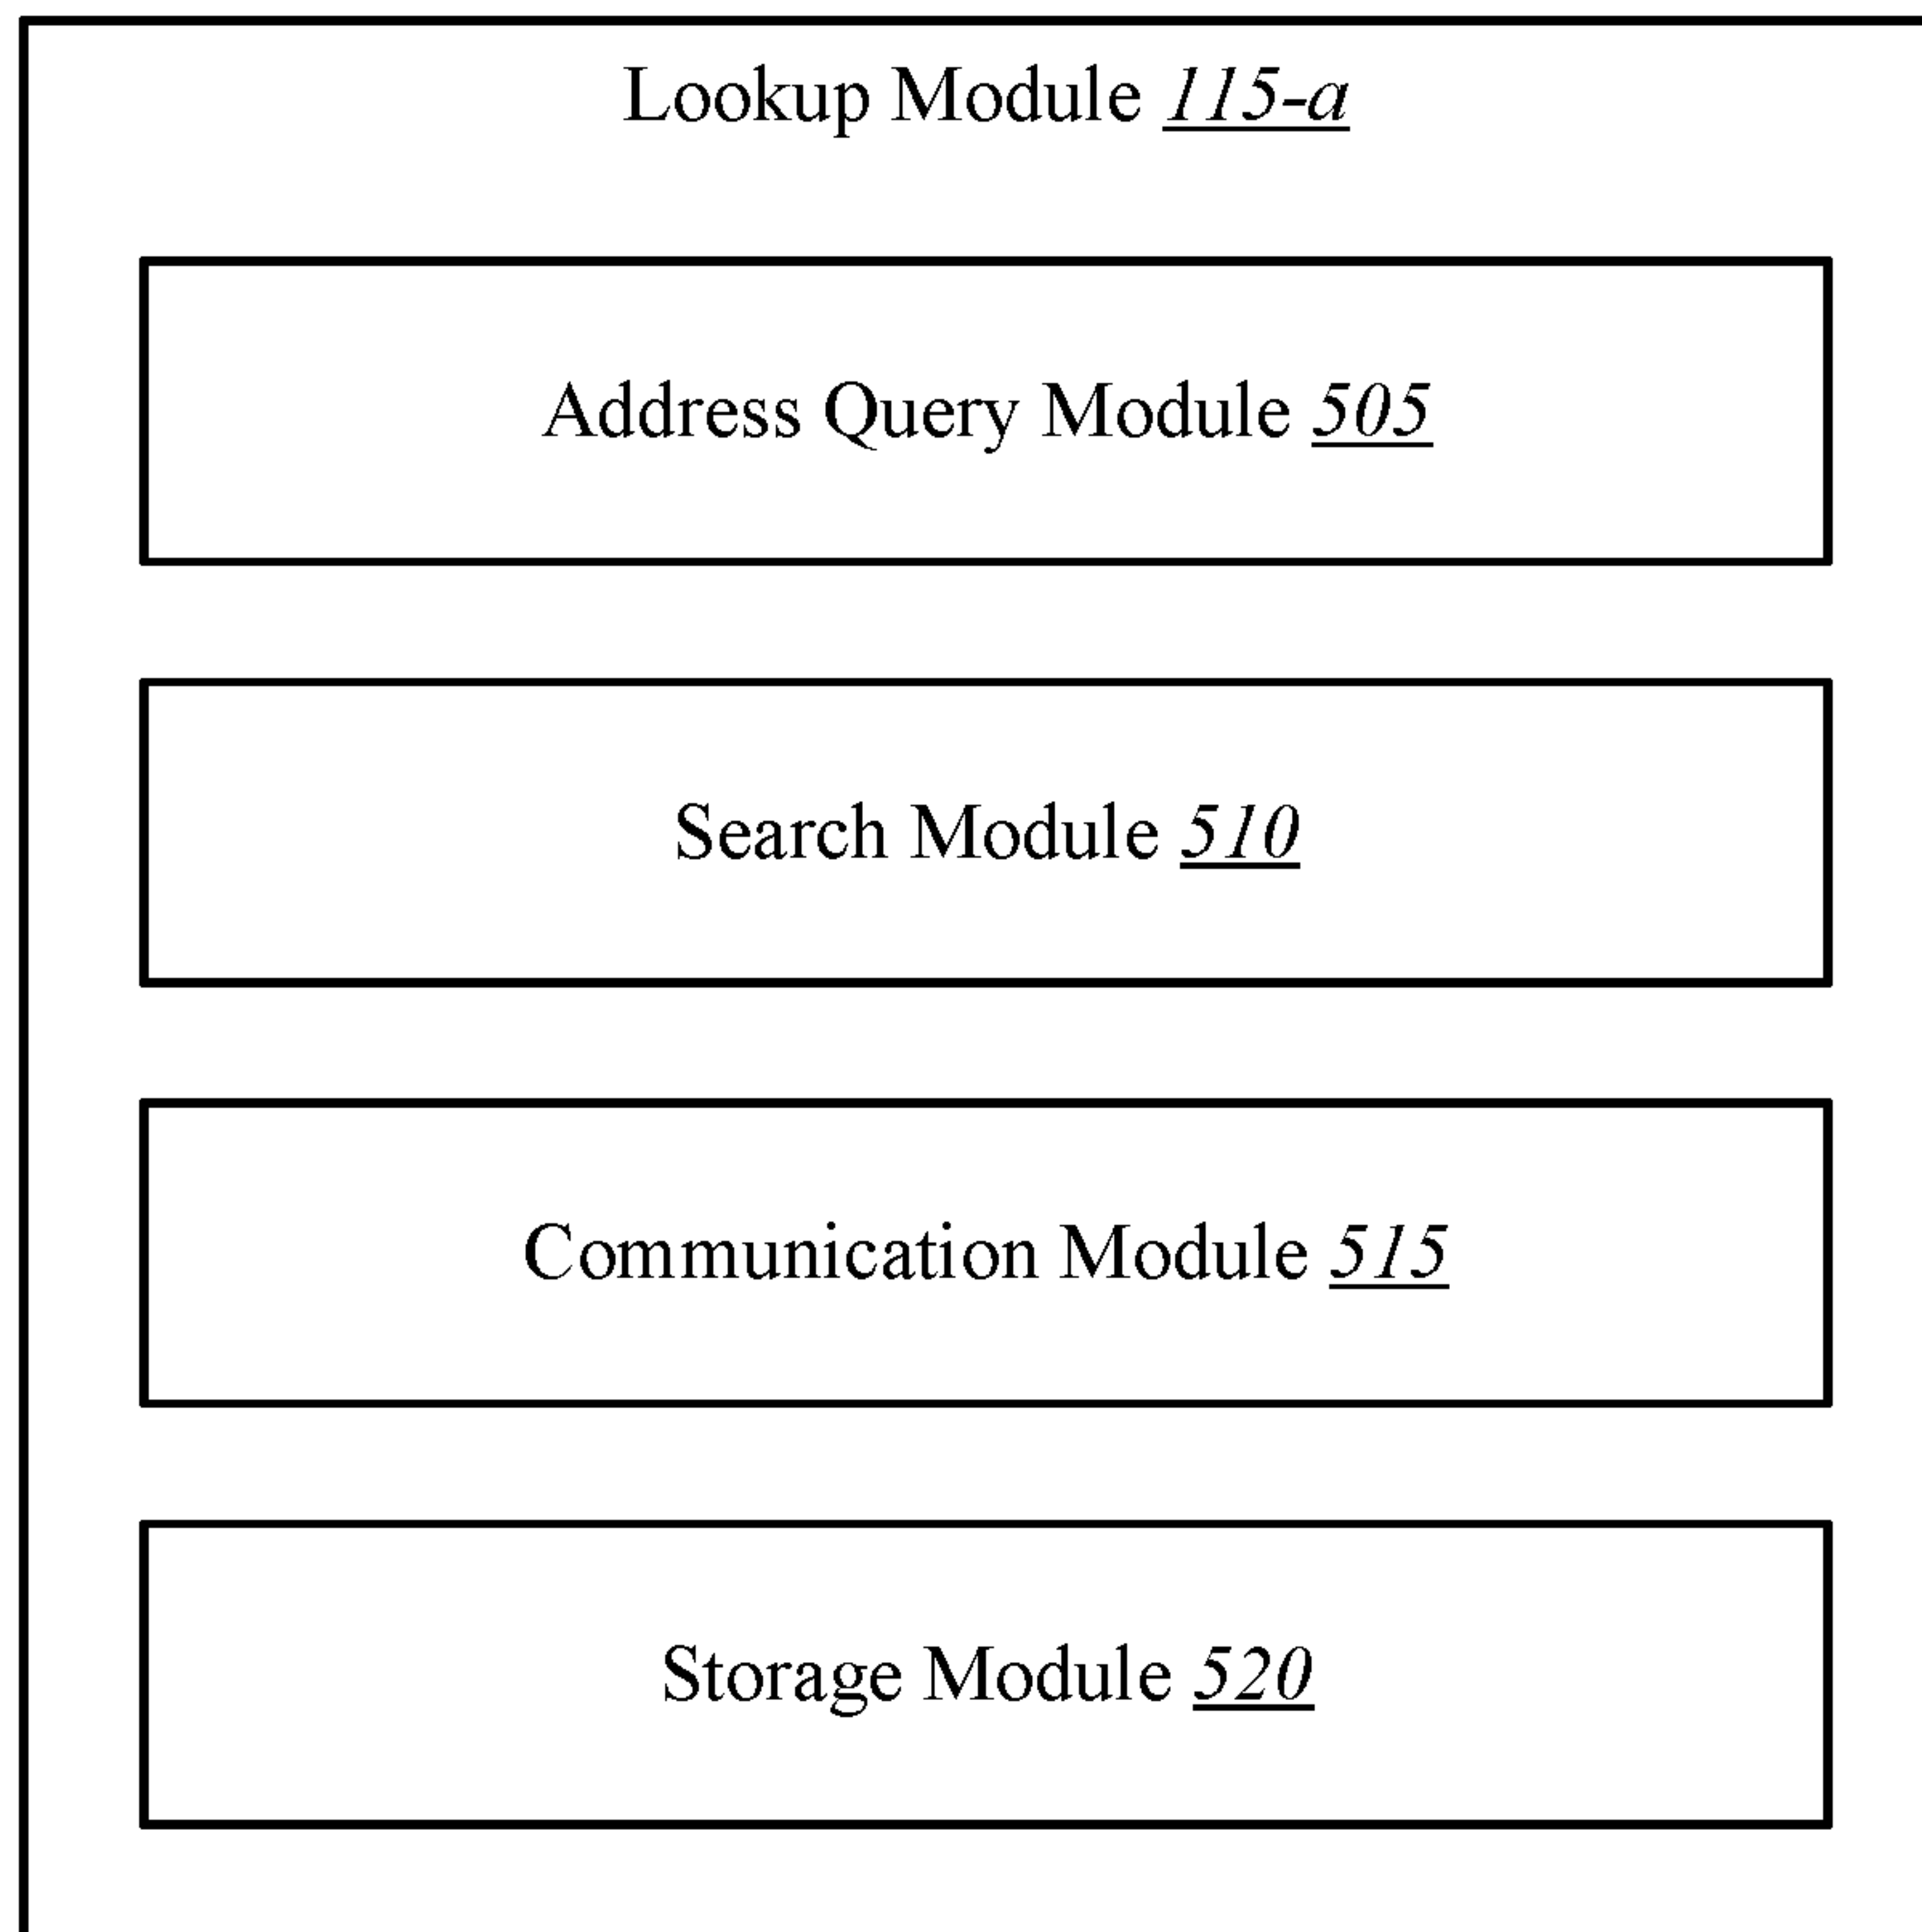 Lookup Module 115-a
Address Query Module 505
Search Module 510
Communication Module 515
Storage Module 520